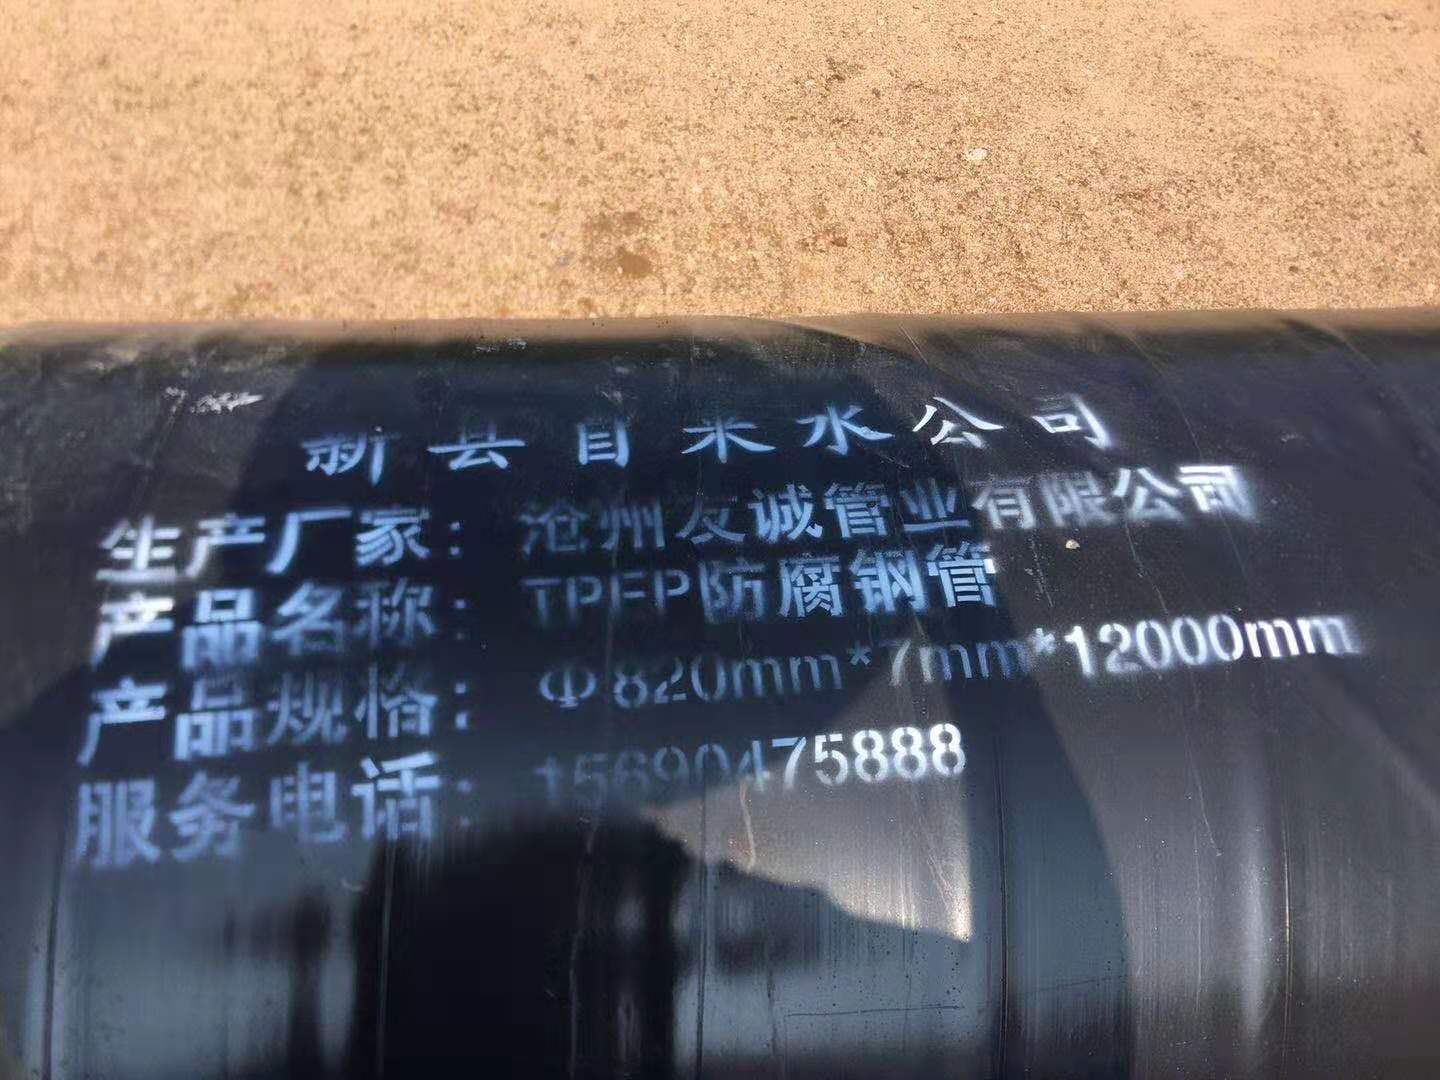 新县自来水公司
生产厂家：沧州友诚管业有限公司
产品名称：TPEP防腐钢管
产品规格：Φ820mm*7mm*12000mm
服务电话：15690475888